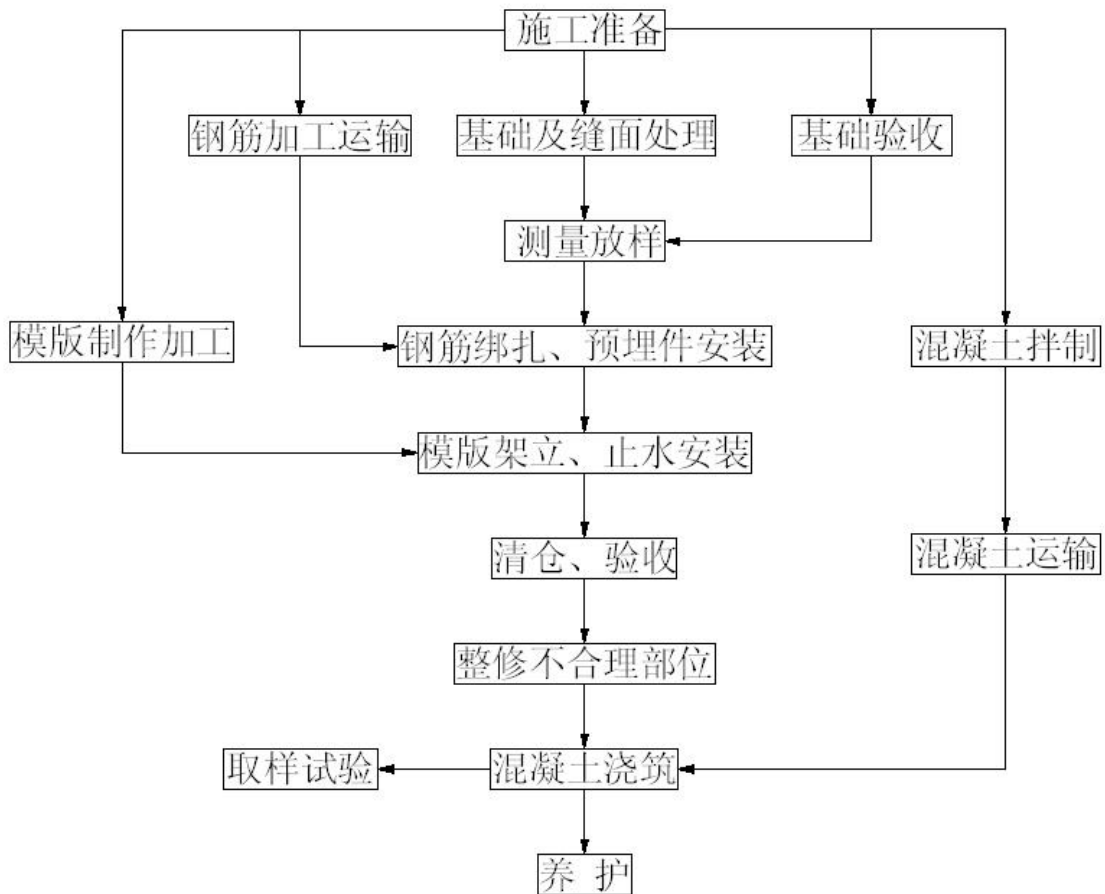 施工准备
钢筋加工运输
基础及缝面处理
基础验收
测量放样
模版制作加工
钢筋绑扎、预埋件安装
混凝土拌制
模版架立、止水安装
清仓、验收
混凝土运输
整修不合理部位
取样试验
混凝土浇筑
养 护